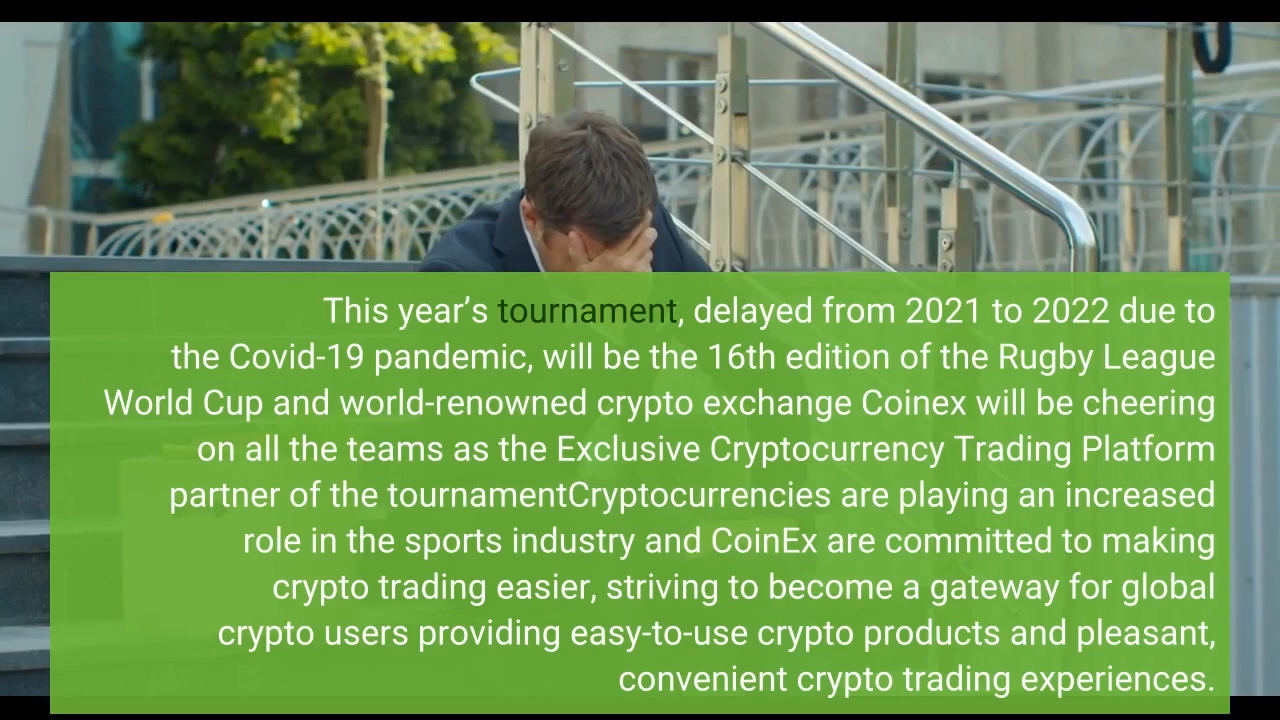 This year’s tournament, delayed from 2021 to 2022 due to
the Covid-19 pandemic, will be the 16th edition of the Rugby League
World Cup and world-renowned crypto exchange Coinex will be cheering
on all the teams as the Exclusive Cryptocurrency Trading Platform
partner of the tournamentCryptocurrencies are playing an increased
role in the sports industry and CoinEx are committed to making
crypto trading easier, striving to become a gateway for global
crypto users providing easy-to-use crypto products and pleasant,
convenient crypto trading experiences.